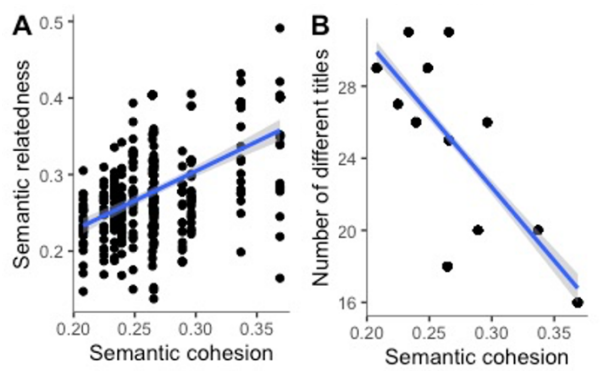 A
B
0.5
0.4
0.3
0.2
Semantic relatedness
0.20 0.25 0.30 0.35
Semantic cohesion
28
24
20
16
Number of different titles
0.20 0.25 0.30 0.35
Semantic cohesion